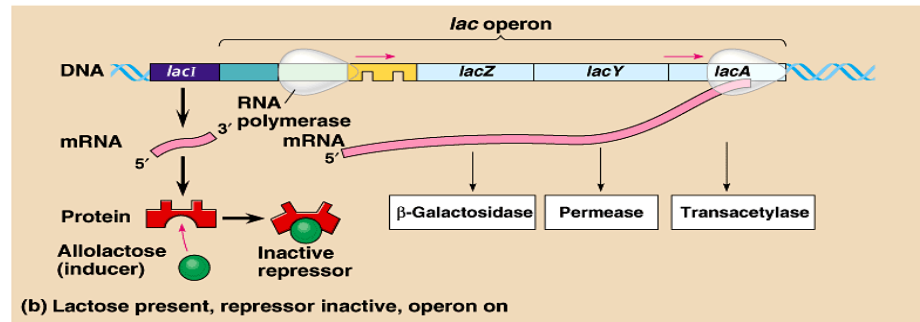 lac operon
DNA
lacI
lacZ
lacY
lacA
RNA
polymerase
mRNA
3′
5′
mRNA
5′
Protein
β-Galactosidase
Permease
Transacetylase
Allolactose
(inducer)
Inactive
repressor
(b) Lactose present, repressor inactive, operon on